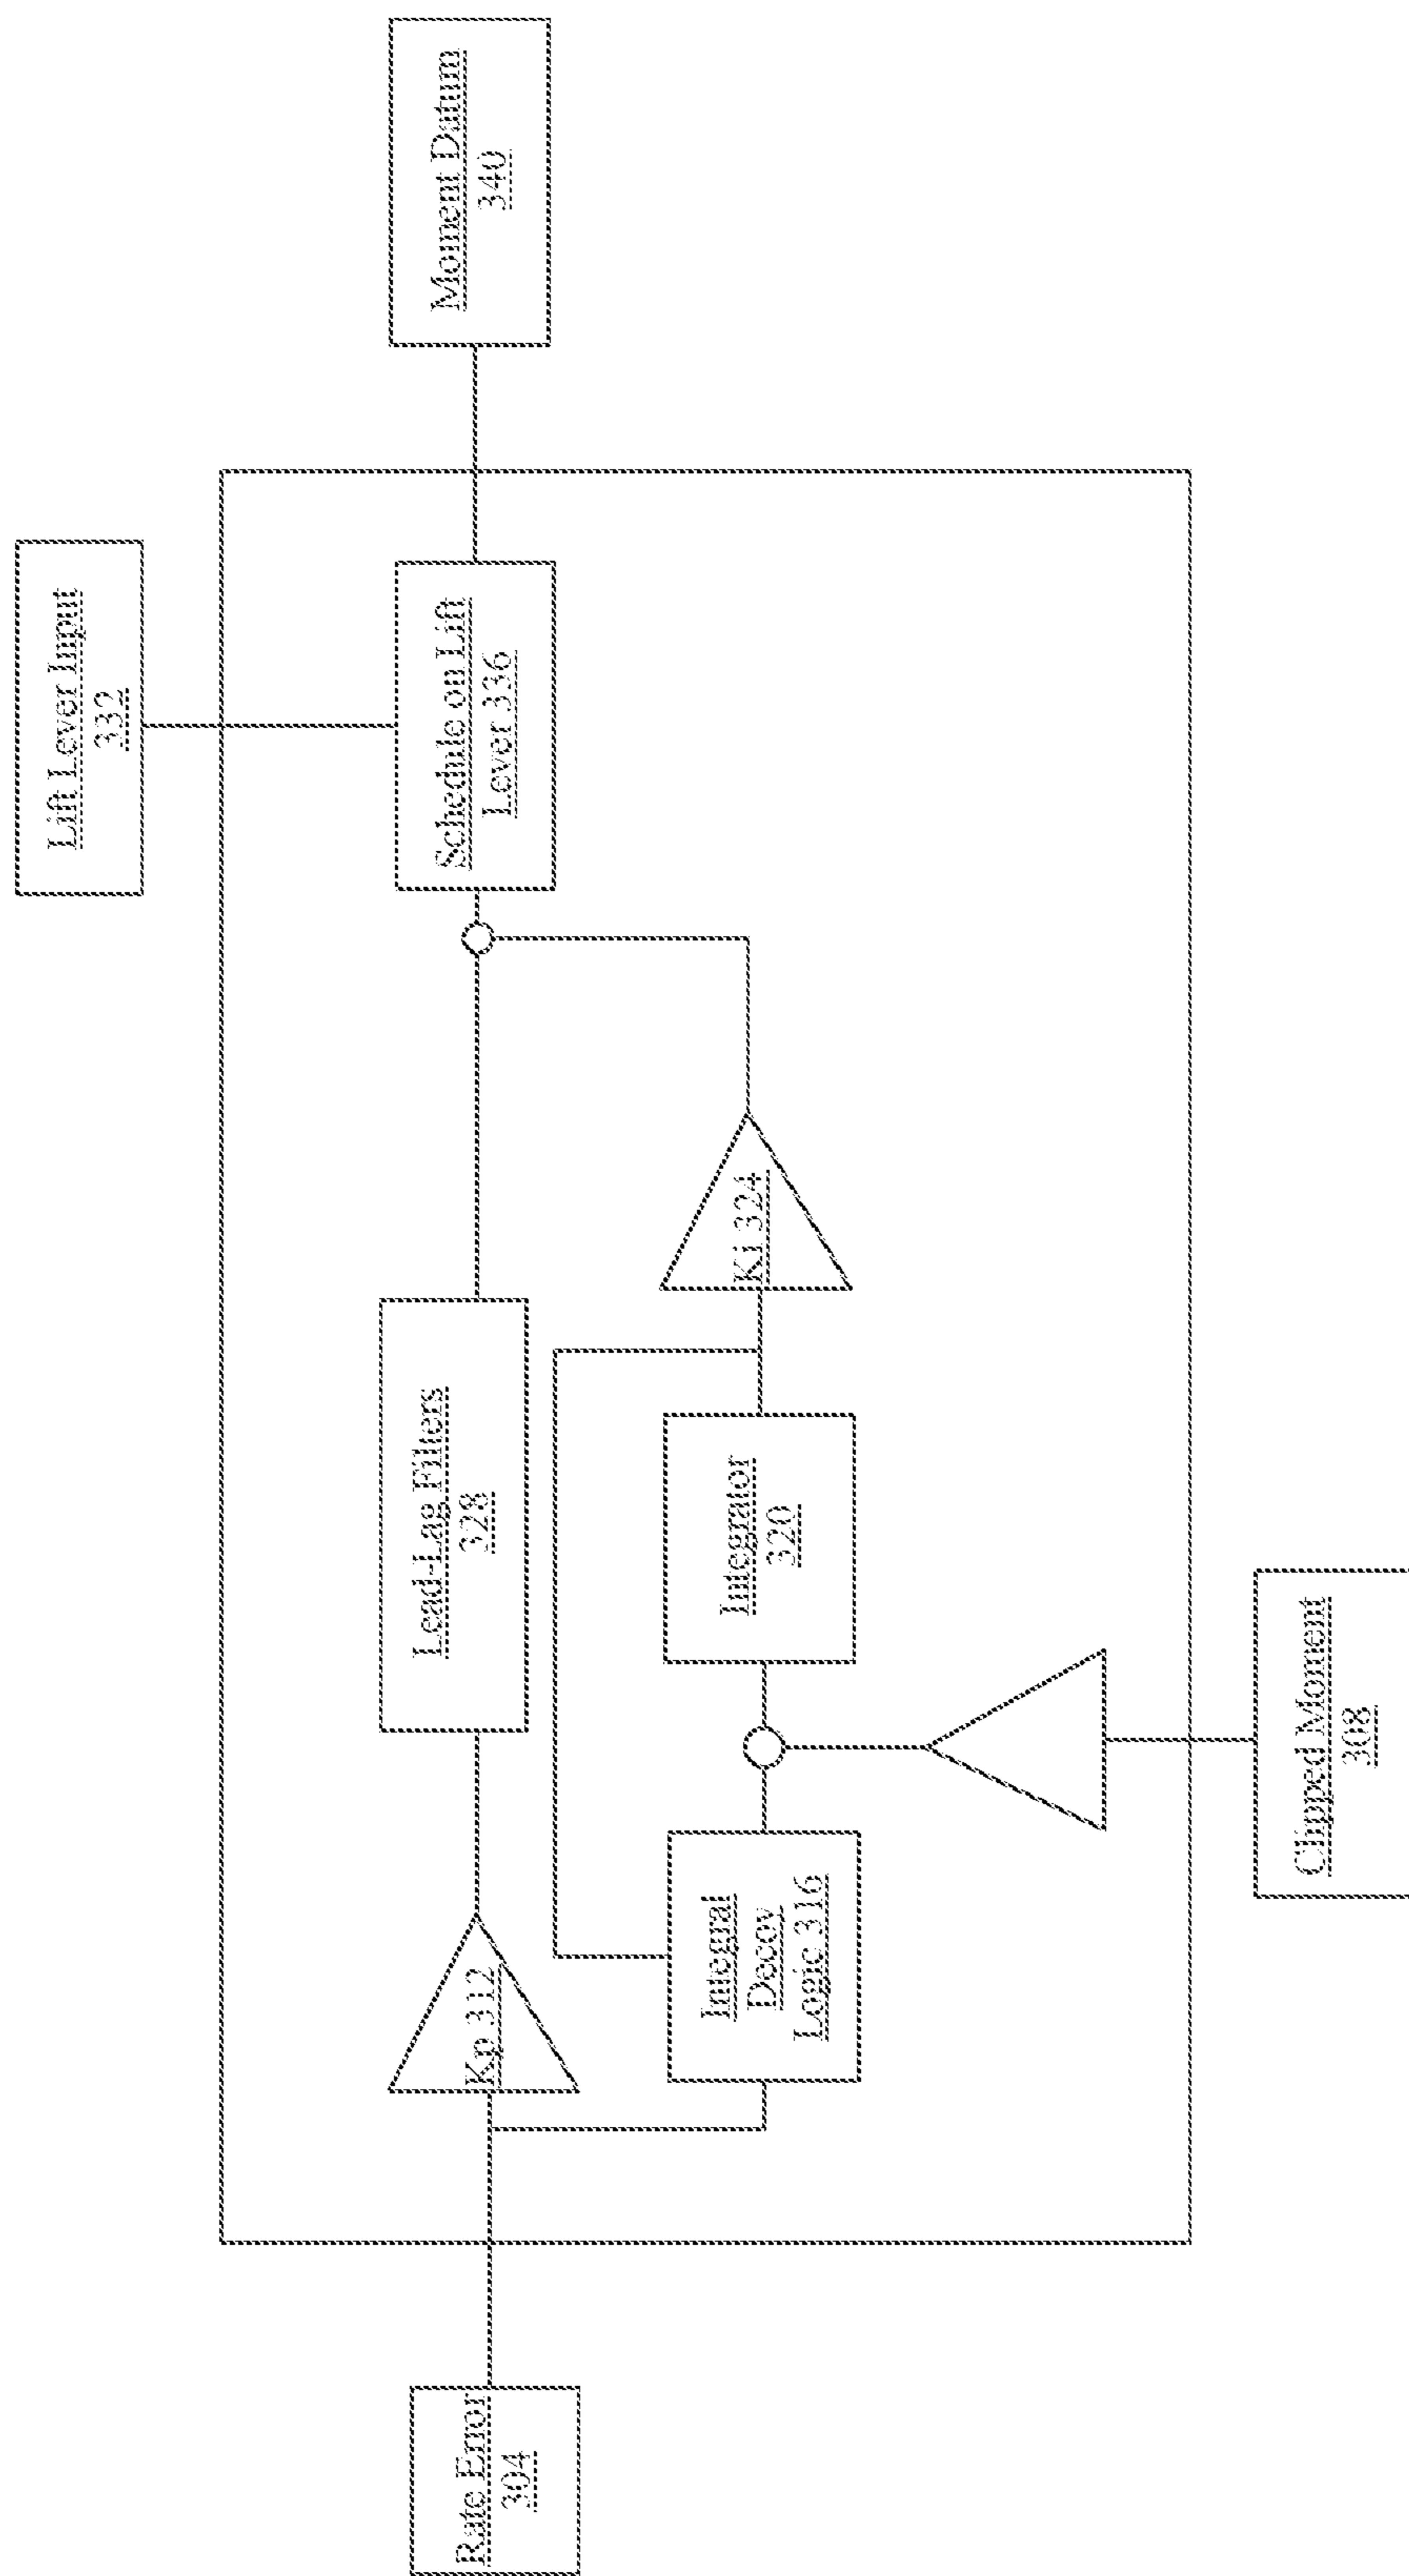 Rate Error
304
Kp 312
Lead-Lag Filters
328
Integral
Decoy
Logic 316
Integrator
320
Ki 324
Clipped Moment
308
Lift Lever Input
332
Schedule on Lift
Lever 336
Moment Datum
340